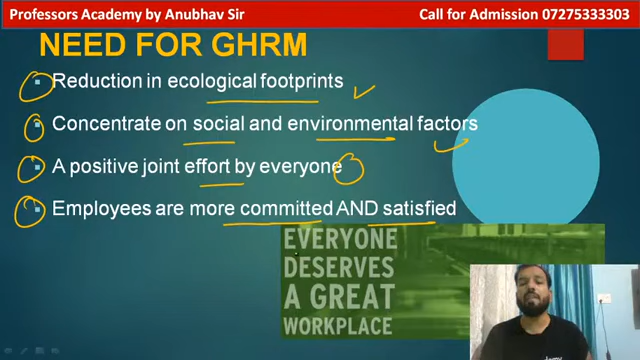 Professors Academy by Anubhav Sir Call for Admission 07275333303
NEED FOR GHRM
Reduction in ecological footprints
Concentrate on social and environmental factors
A positive joint effort by everyone
Employees are more committed AND satisfied
EVERYONE
DESERVES
A GREAT
WORKPLACE